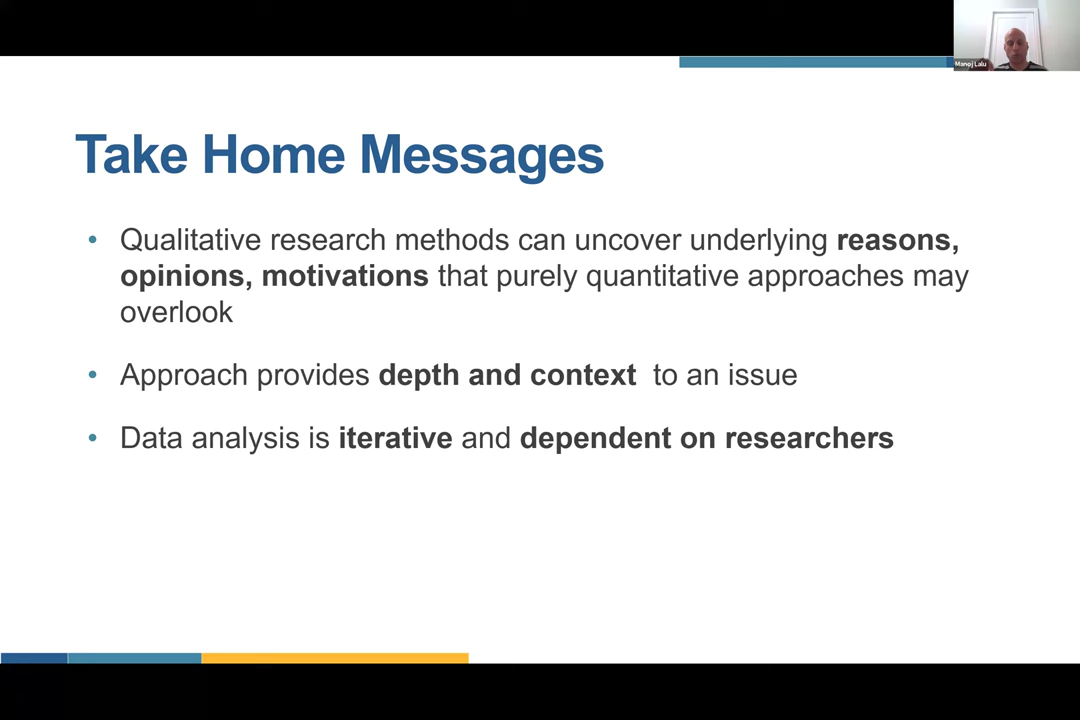 Manoj Lalu
Take Home Messages
• Qualitative research methods can uncover underlying reasons,
opinions, motivations that purely quantitative approaches may
overlook
• Approach provides depth and context to an issue
• Data analysis is iterative and dependent on researchers